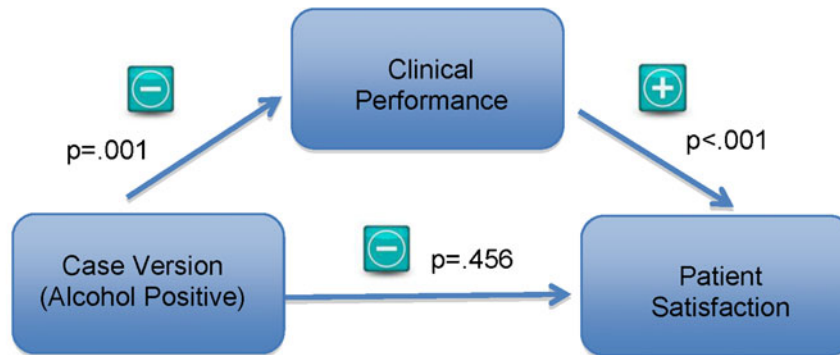 Clinical
Performance
p=.001
p<.001
Case Version
(Alcohol Positive)
p=.456
Patient
Satisfaction